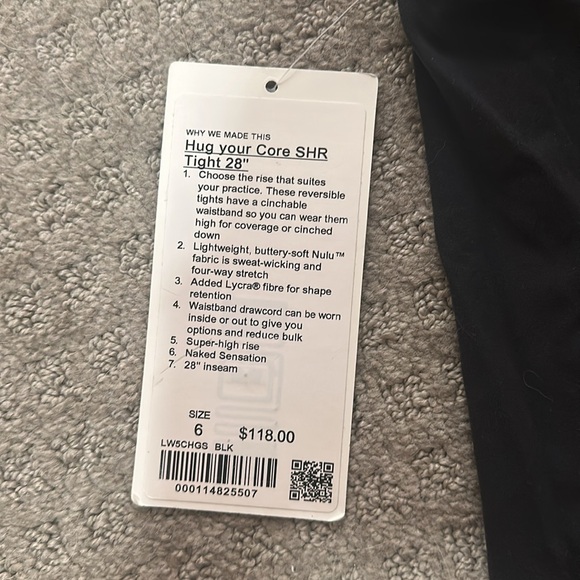 WHY WE MADE THIS
Hug your Core SHR
Tight 28"
1. Choose the rise that suites
your practice. These reversible
tights have a cinchable
waistband so you can wear them
high for coverage or cinched
down
2. Lightweight, buttery-soft Nulu™
fabric is sweat-wicking and
four-way stretch
3. Added Lycra® fibre for shape
retention
4. Waistband drawcord can be worn
inside or out to give you
options and reduce bulk
5. Super-high rise
6. Naked Sensation
7. 28" inseam
SIZE
6 $118.00
LW5CHGS BLK
000114825507